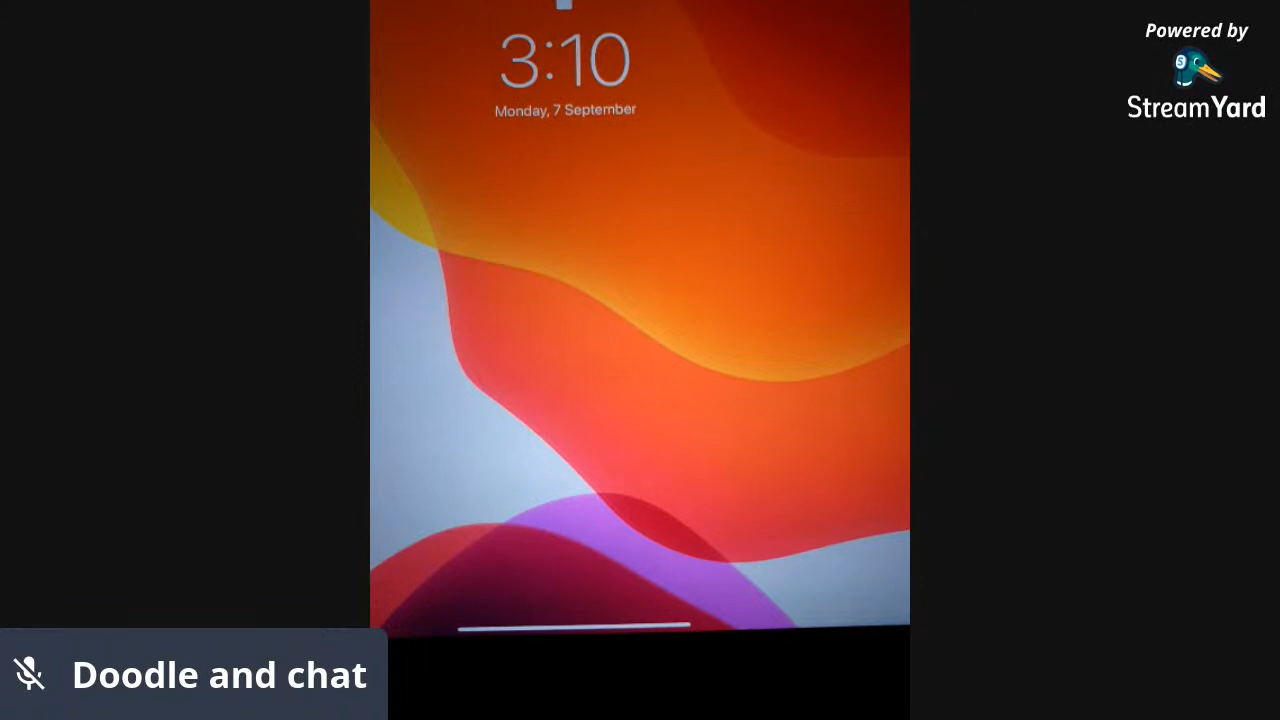 3:10
Monday, 7 September
Powered by
S
StreamYard
Doodle and chat